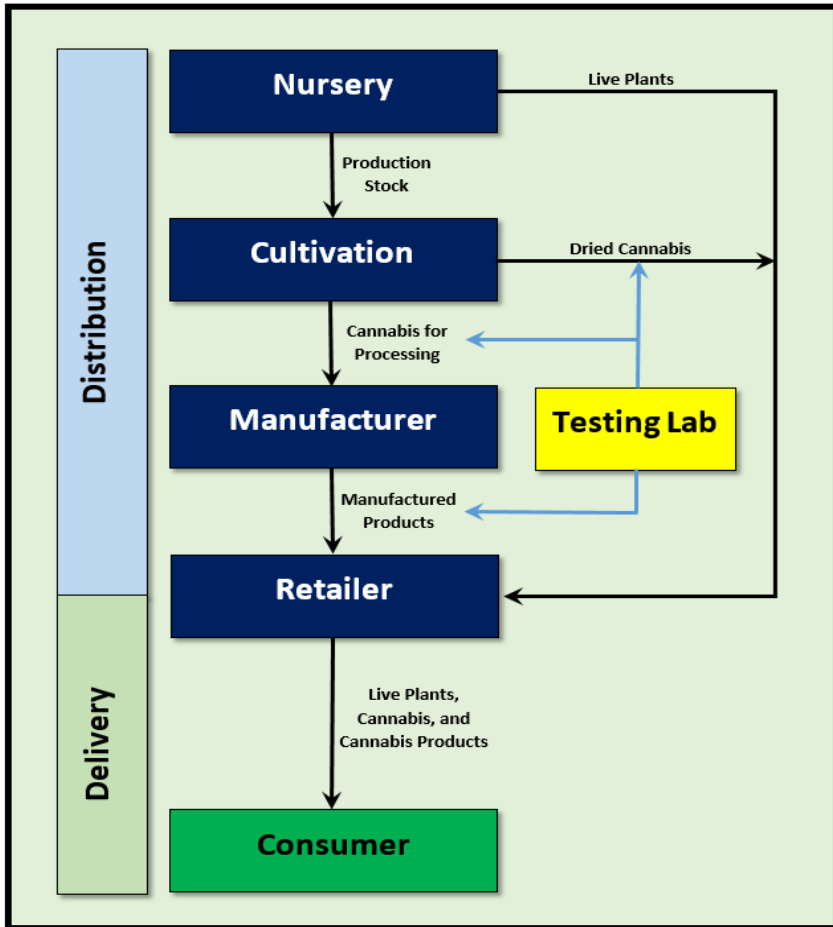 Nursery
Live Plants
Production
Stock
Cultivation
Dried Cannabis
Distribution
Cannabis for
Processing
Manufacturer
Testing Lab
Manufactured
Products
Retailer
Delivery
Live Plants,
Cannabis, and
Cannabis Products
Consumer